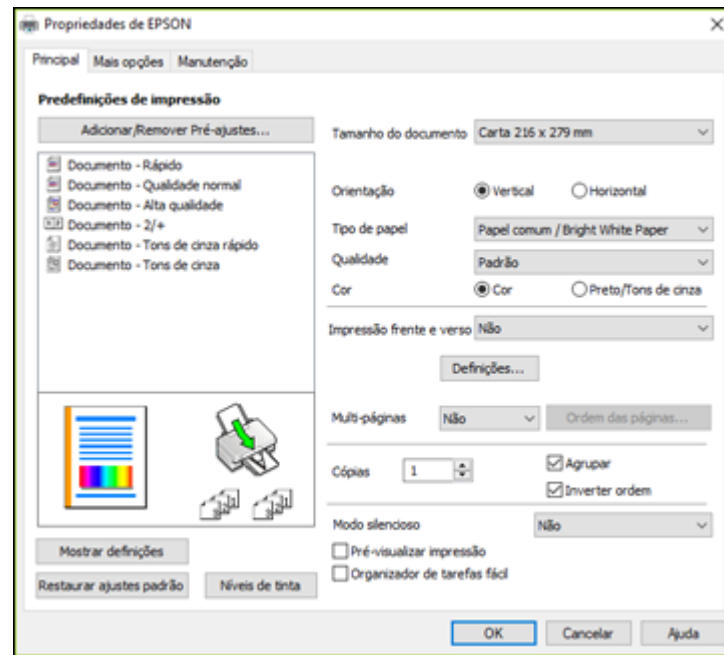 Propriedades de EPSON
Principal Mais opções Manutenção
Predefinições de impressão
Adicionar/Remover Pré-ajustes...
Documento - Rápido
Documento - Qualidade normal
Documento - Alta qualidade
Documento - 2/+
Documento - Tons de cinza rápido
Documento - Tons de cinza
Mostrar definições
Restaurar ajustes padrão Níveis de tinta
Tamanho do documento Carta 216 x 279 mm
Orientação Vertical Horizontal
Tipo de papel Papel comum / Bright White Paper
Qualidade Padrão
Cor Cor Preto/Tons de cinza
Impressão frente e verso Não
Definições...
Multi-páginas Não Ordem das páginas...
Cópias 1 Agrupar
Inverter ordem
Modo silencioso Não
Pré-visualizar impressão
Organizador de tarefas fácil
OK Cancelar Ajuda